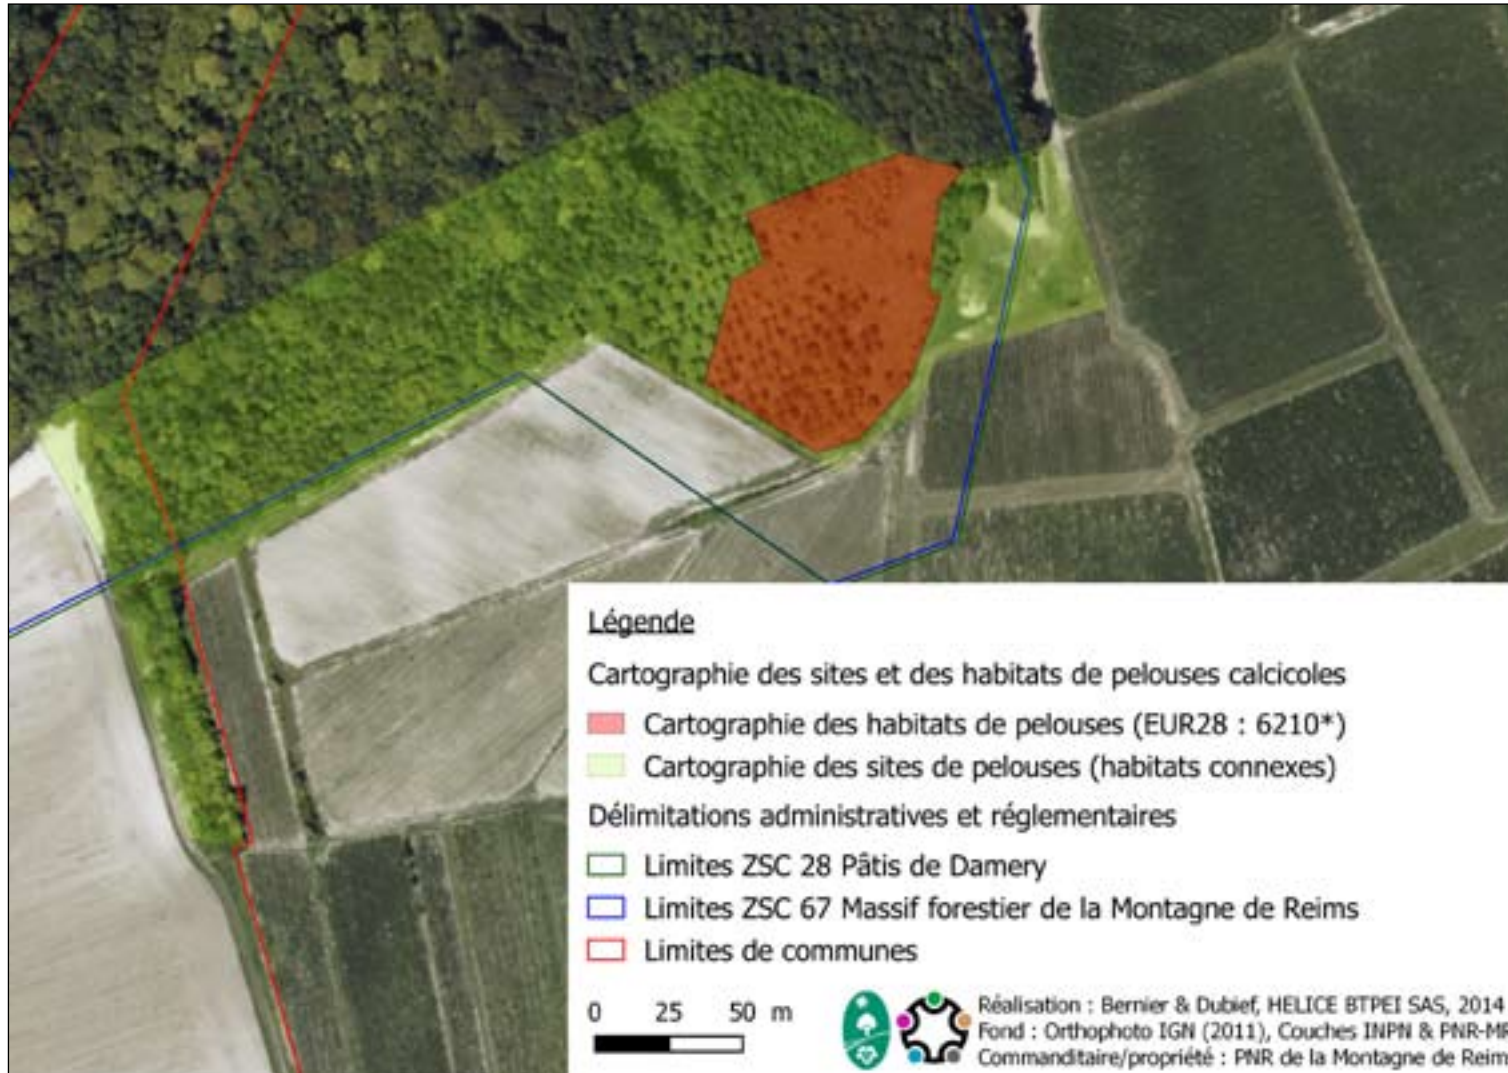 Légende
Cartographie des sites et des habitats de pelouses calcicoles
Cartographie des habitats de pelouses (EUR28 : 6210*)
Cartographie des sites de pelouses (habitats connexes)
Délimitations administratives et réglementaires
Limites ZSC 28 Pâtis de Damery
Limites ZSC 67 Massif forestier de la Montagne de Reims
Limites de communes
0 25 50 m
Réalisation : Bernier & Dubief, HELICE BTPEI SAS, 2014
Fond : Orthophoto IGN (2011), Couches INPN & PNR-MR
Commanditaire/propriété : PNR de la Montagne de Reim